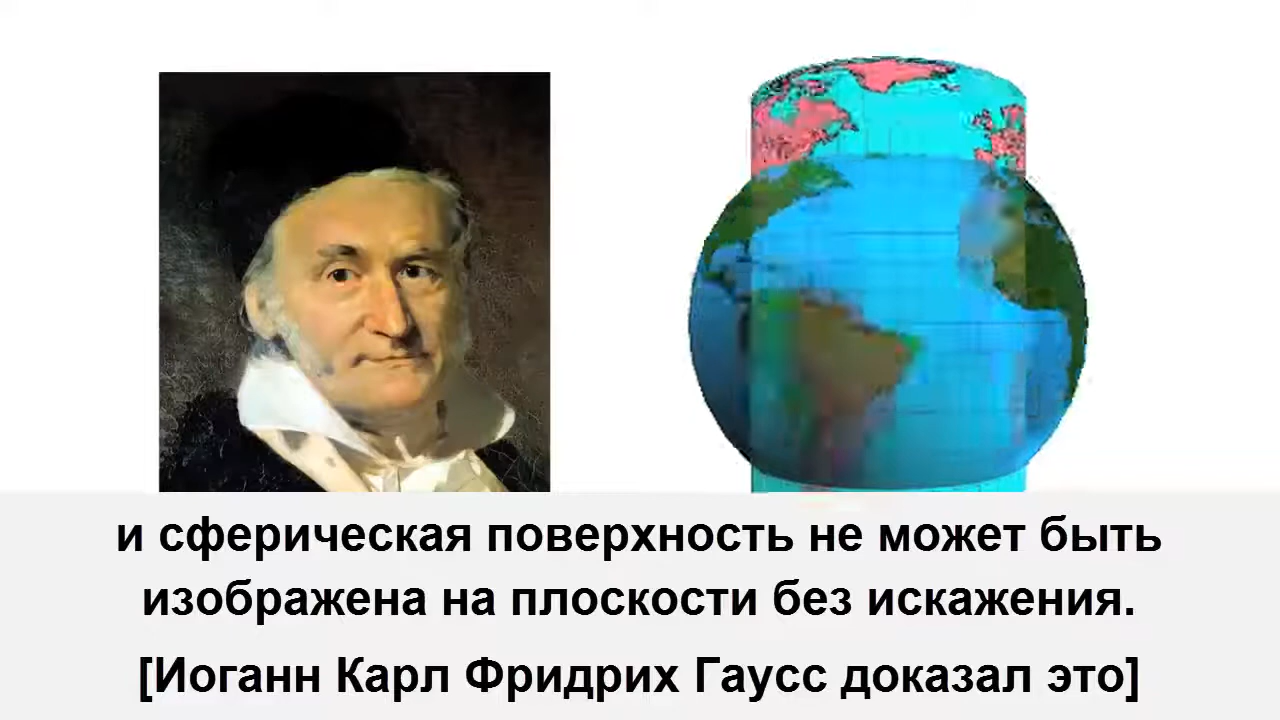 и сферическая поверхность не может быть
изображена на плоскости без искажения.
[Иоганн Карл Фридрих Гаусс доказал это]